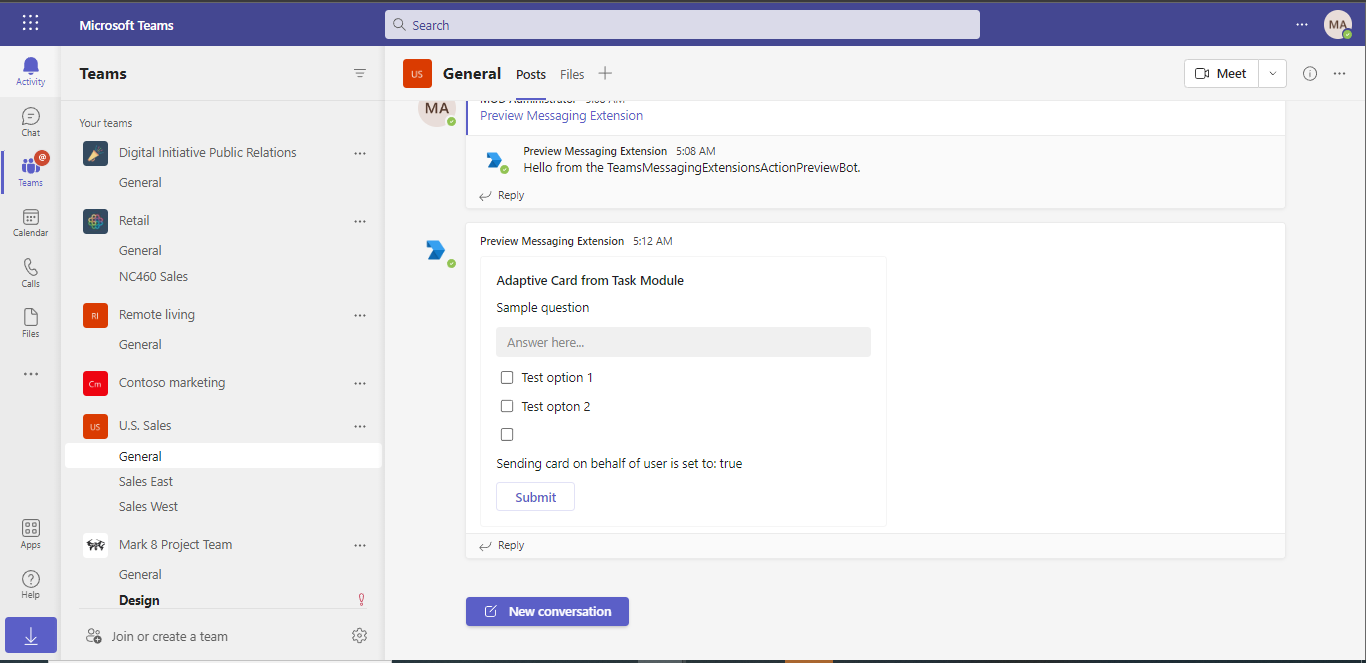 Microsoft Teams
Search
MA
Activity
Chat
@
Teams
Calendar
Calls
Files
Apps
Help
Teams
Your teams
Digital Initiative Public Relations
General
Retail
General
NC460 Sales
RI
Remote living
General
Cm
Contoso marketing
US
U.S. Sales
General
Sales East
Sales West
Mark 8 Project Team
General
Design
Join or create a team
US
General
Posts
Files
Meet
MA
MOD Administrator 5:08 AM
Preview Messaging Extension
Preview Messaging Extension 5:08 AM
Hello from the TeamsMessagingExtensionsActionPreviewBot.
Reply
Preview Messaging Extension 5:12 AM
Adaptive Card from Task Module
Sample question
Answer here...
Test option 1
Test opton 2
Sending card on behalf of user is set to: true
Submit
Reply
New conversation